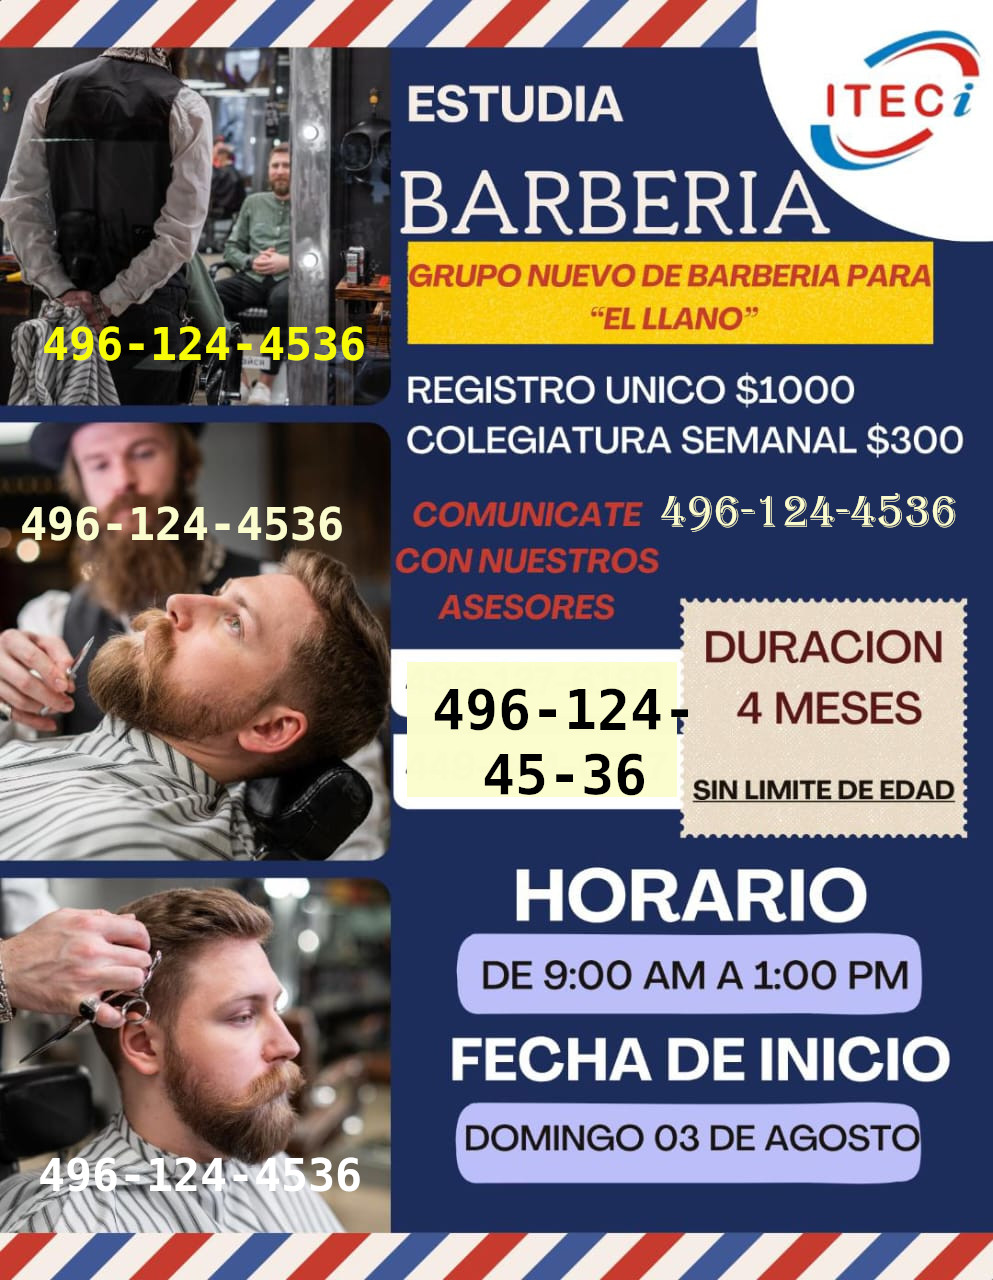 ITECi
ESTUDIA
BARBERIA
GRUPO NUEVO DE BARBERIA PARA
“EL LLANO”
496-124-4536
REGISTRO UNICO $1000
COLEGIATURA SEMANAL $300
496-124-4536
COMUNICATE 496-124-4536
CON NUESTROS
ASESORES
496-124-
45-36
DURACION
4 MESES
SIN LIMITE DE EDAD
HORARIO
DE 9:00 AM A 1:00 PM
FECHA DE INICIO
DOMINGO 03 DE AGOSTO
496-124-4536